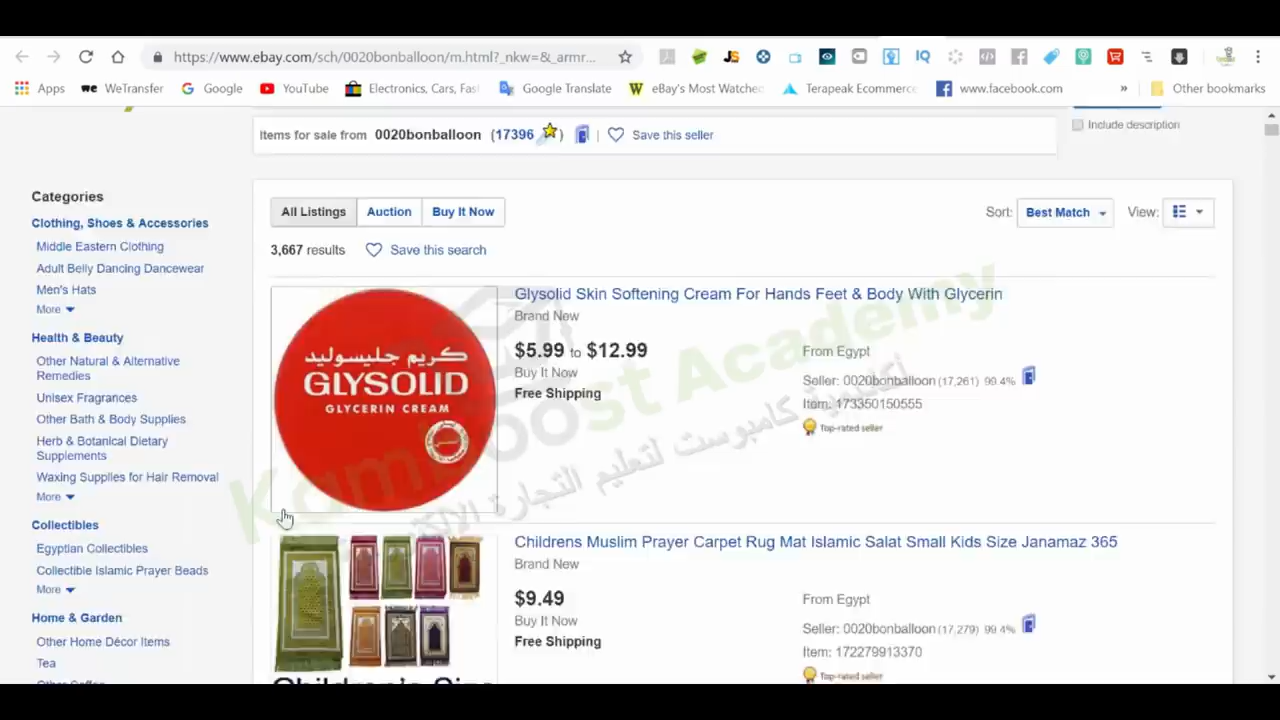 https://www.ebay.com/sch/0020bonballoon/m.html?_nkw=&_armr...
Apps
WeTransfer
Google
YouTube
Electronics, Cars, Fas
Google Translate
eBay's Most Watched
Terapeak Ecommerce
www.facebook.com
»
Other bookmarks
Items for sale from 0020bonballoon (17396 ) | Save this seller
Include description
Categories
Clothing, Shoes & Accessories
Middle Eastern Clothing
Adult Belly Dancing Dancewear
Men's Hats
More
Health & Beauty
Other Natural & Alternative
Remedies
Unisex Fragrances
Other Bath & Body Supplies
Herb & Botanical Dietary
Supplements
Waxing Supplies for Hair Removal
More
Collectibles
Egyptian Collectibles
Collectible Islamic Prayer Beads
More
Home & Garden
Other Home Décor Items
Tea
All Listings
Auction
Buy It Now
Sort: Best Match
View:
3,667 results
Save this search
Glysolid Skin Softening Cream For Hands Feet & Body With Glycerin
Brand New
$5.99 to $12.99
Buy It Now
Free Shipping
From Egypt
Seller: 0020bonballoon (17,261) 99.4%
Item: 173350150555
Top-rated seller
كريم جليسوليد
GLYSOLID
GLYCERIN CREAM
Childrens Muslim Prayer Carpet Rug Mat Islamic Salat Small Kids Size Janamaz 365
Brand New
$9.49
Buy It Now
Free Shipping
From Egypt
Seller: 0020bonballoon (17,279) 99.4%
Item: 172279913370
Top-rated seller
Children's Size
Kamboost Academy
أكاديمية كامبوست لتعليم التجارة الإلكترونية